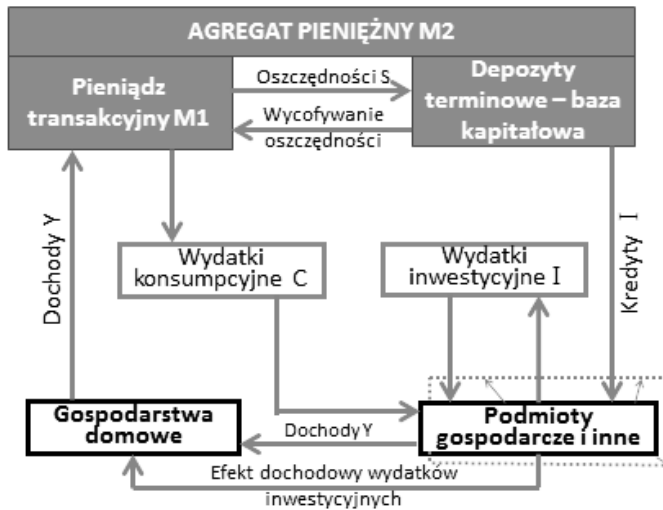 AGREGAT PIENIĘŻNY M2
Pieniądz
transakcyjny M1
Oszczędności S
Wycofywanie
oszczędności
Depozyty
terminowe – baza
kapitałowa
Dochody Y
Wydatki
konsumpcyjne C
Wydatki
inwestycyjne I
Kredyty I
Gospodarstwa
domowe
Dochody Y
Podmioty
gospodarcze i inne
Efekt dochodowy wydatków
inwestycyjnych